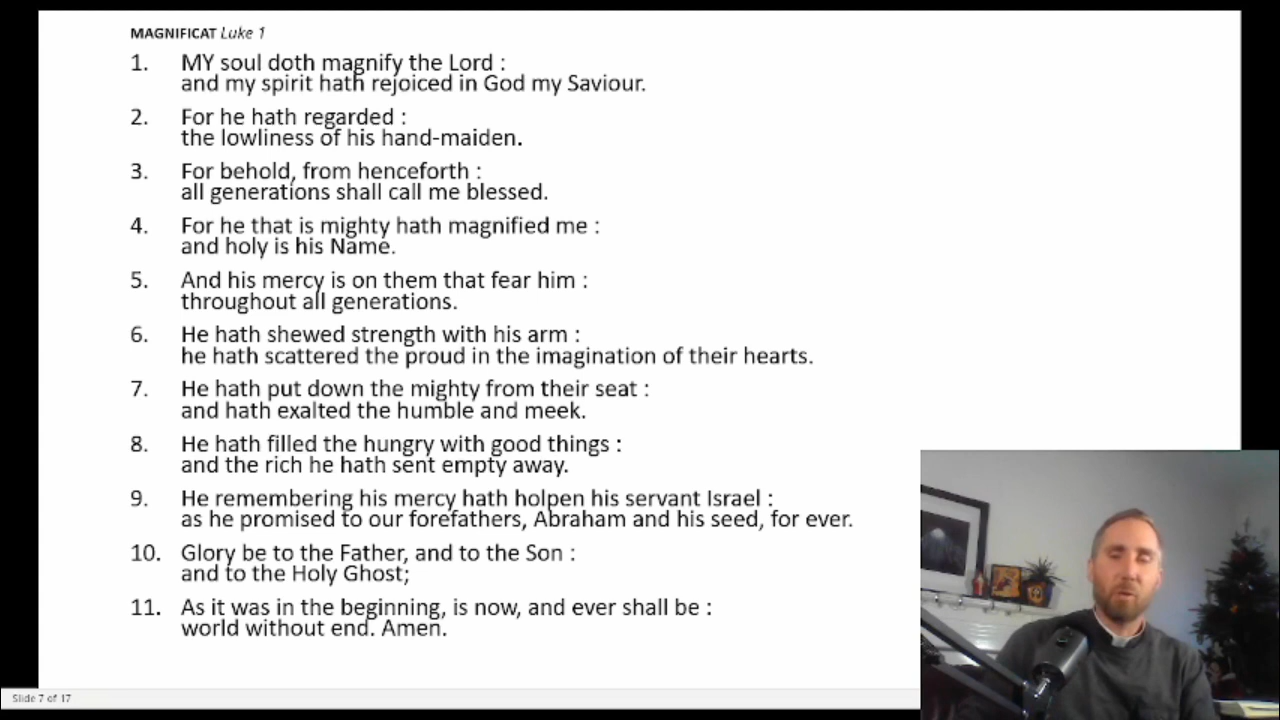 MAGNIFICAT Luke 1
1. MY soul doth magnify the Lord :
and my spirit hath rejoiced in God my Saviour.
2. For he hath regarded :
the lowliness of his hand-maiden.
3. For behold, from henceforth :
all generations shall call me blessed.
4. For he that is mighty hath magnified me :
and holy is his Name.
5. And his mercy is on them that fear him :
throughout all generations.
6. He hath shewed strength with his arm :
he hath scattered the proud in the imagination of their hearts.
7. He hath put down the mighty from their seat :
and hath exalted the humble and meek.
8. He hath filled the hungry with good things :
and the rich he hath sent empty away.
9. He remembering his mercy hath holpen his servant Israel :
as he promised to our forefathers, Abraham and his seed, for ever.
10. Glory be to the Father, and to the Son :
and to the Holy Ghost;
11. As it was in the beginning, is now, and ever shall be :
world without end. Amen.
Slide 7 of 17